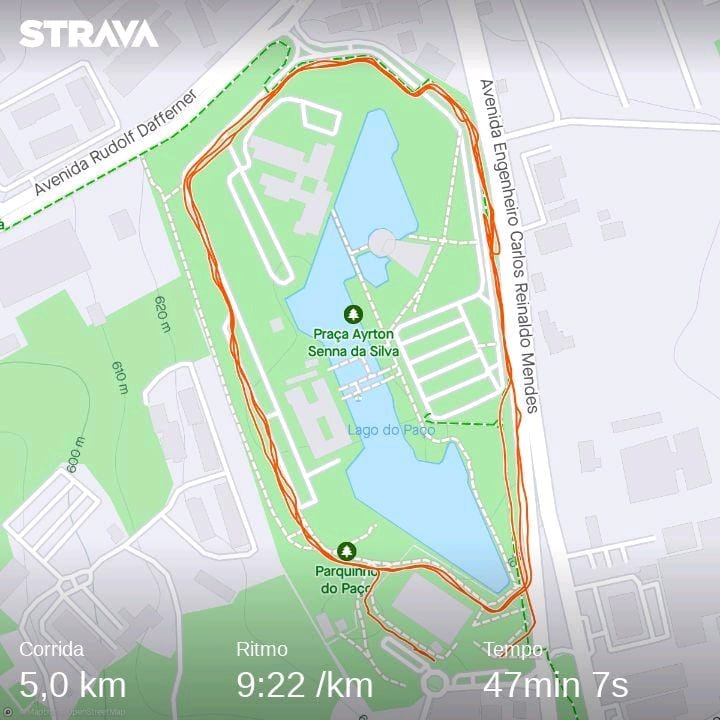 STRAVA
Avenida Rudolf Dafferner
Avenida Engenheiro Carlos Reinaldo Mendes
620 m
610 m
600 m
Praça Ayrton
Senna da Silva
Lago do Paço
Parquinho
do Paço
Corrida
Ritmo
Tempo
5,0 km
9:22 /km
47min 7s
OpenStreetMap